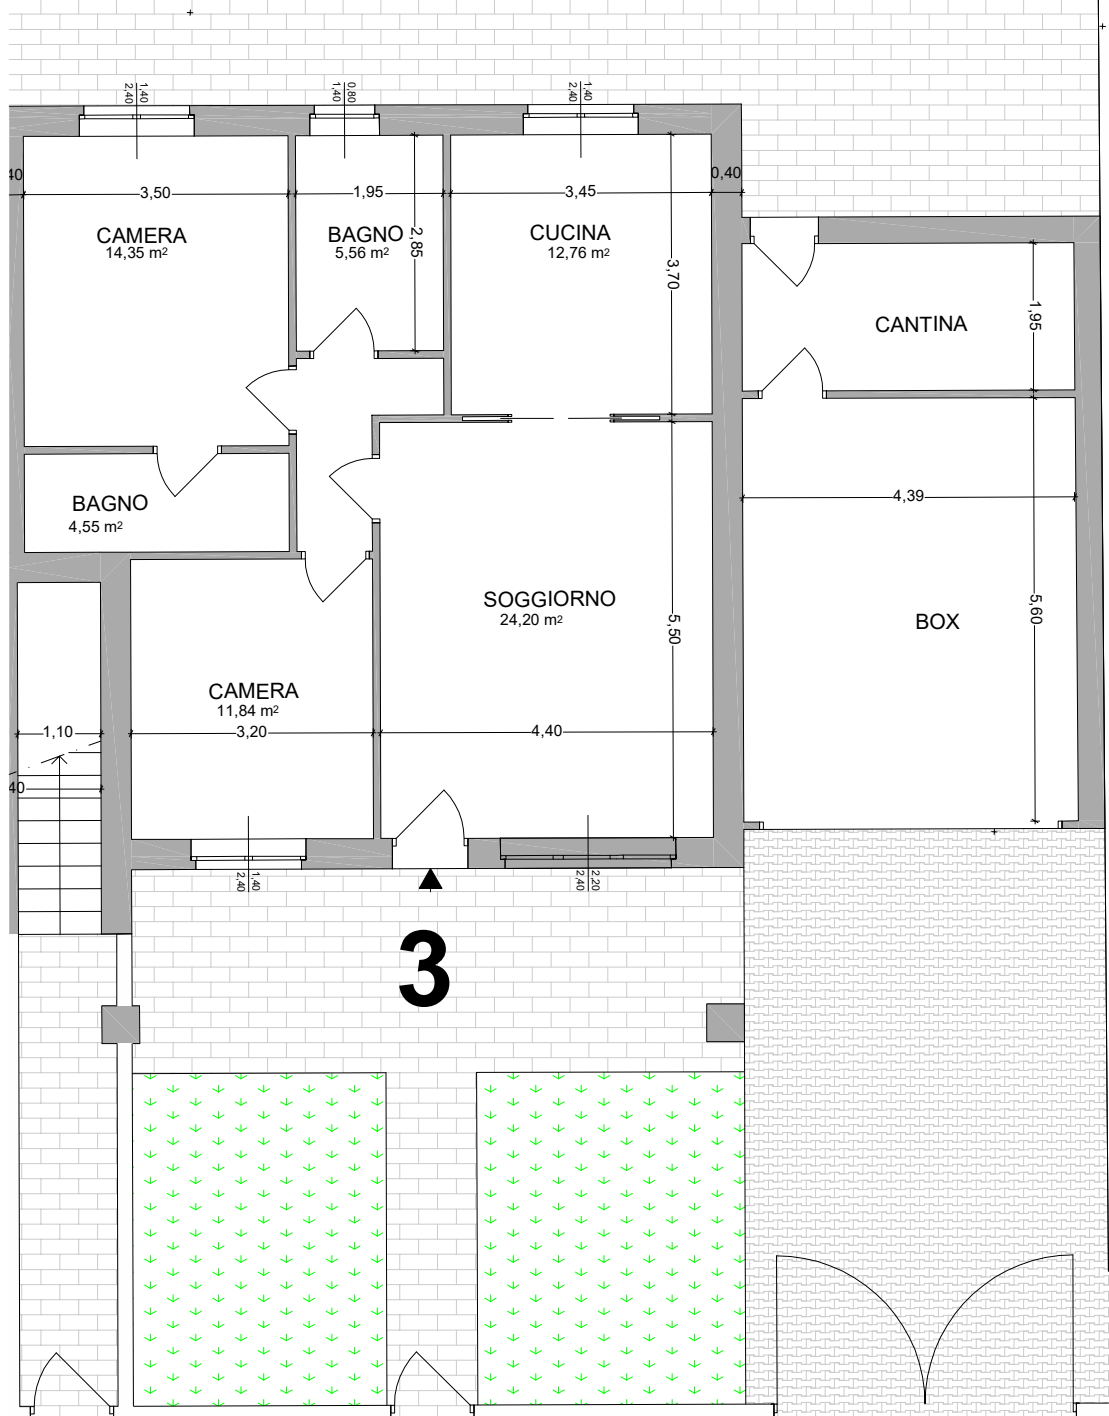 1,40
2,40
0,80
1,40
1,40
2,40
40
3,50
1,95
3,45
0,40
CAMERA
14,35 m²
BAGNO
5,56 m²
2,85
CUCINA
12,76 m²
3,70
CANTINA
1,95
BAGNO
4,55 m²
4,39
SOGGIORNO
24,20 m²
5,50
5,60
BOX
CAMERA
11,84 m²
1,10
3,20
4,40
40
1,40
2,40
2,20
2,40
3